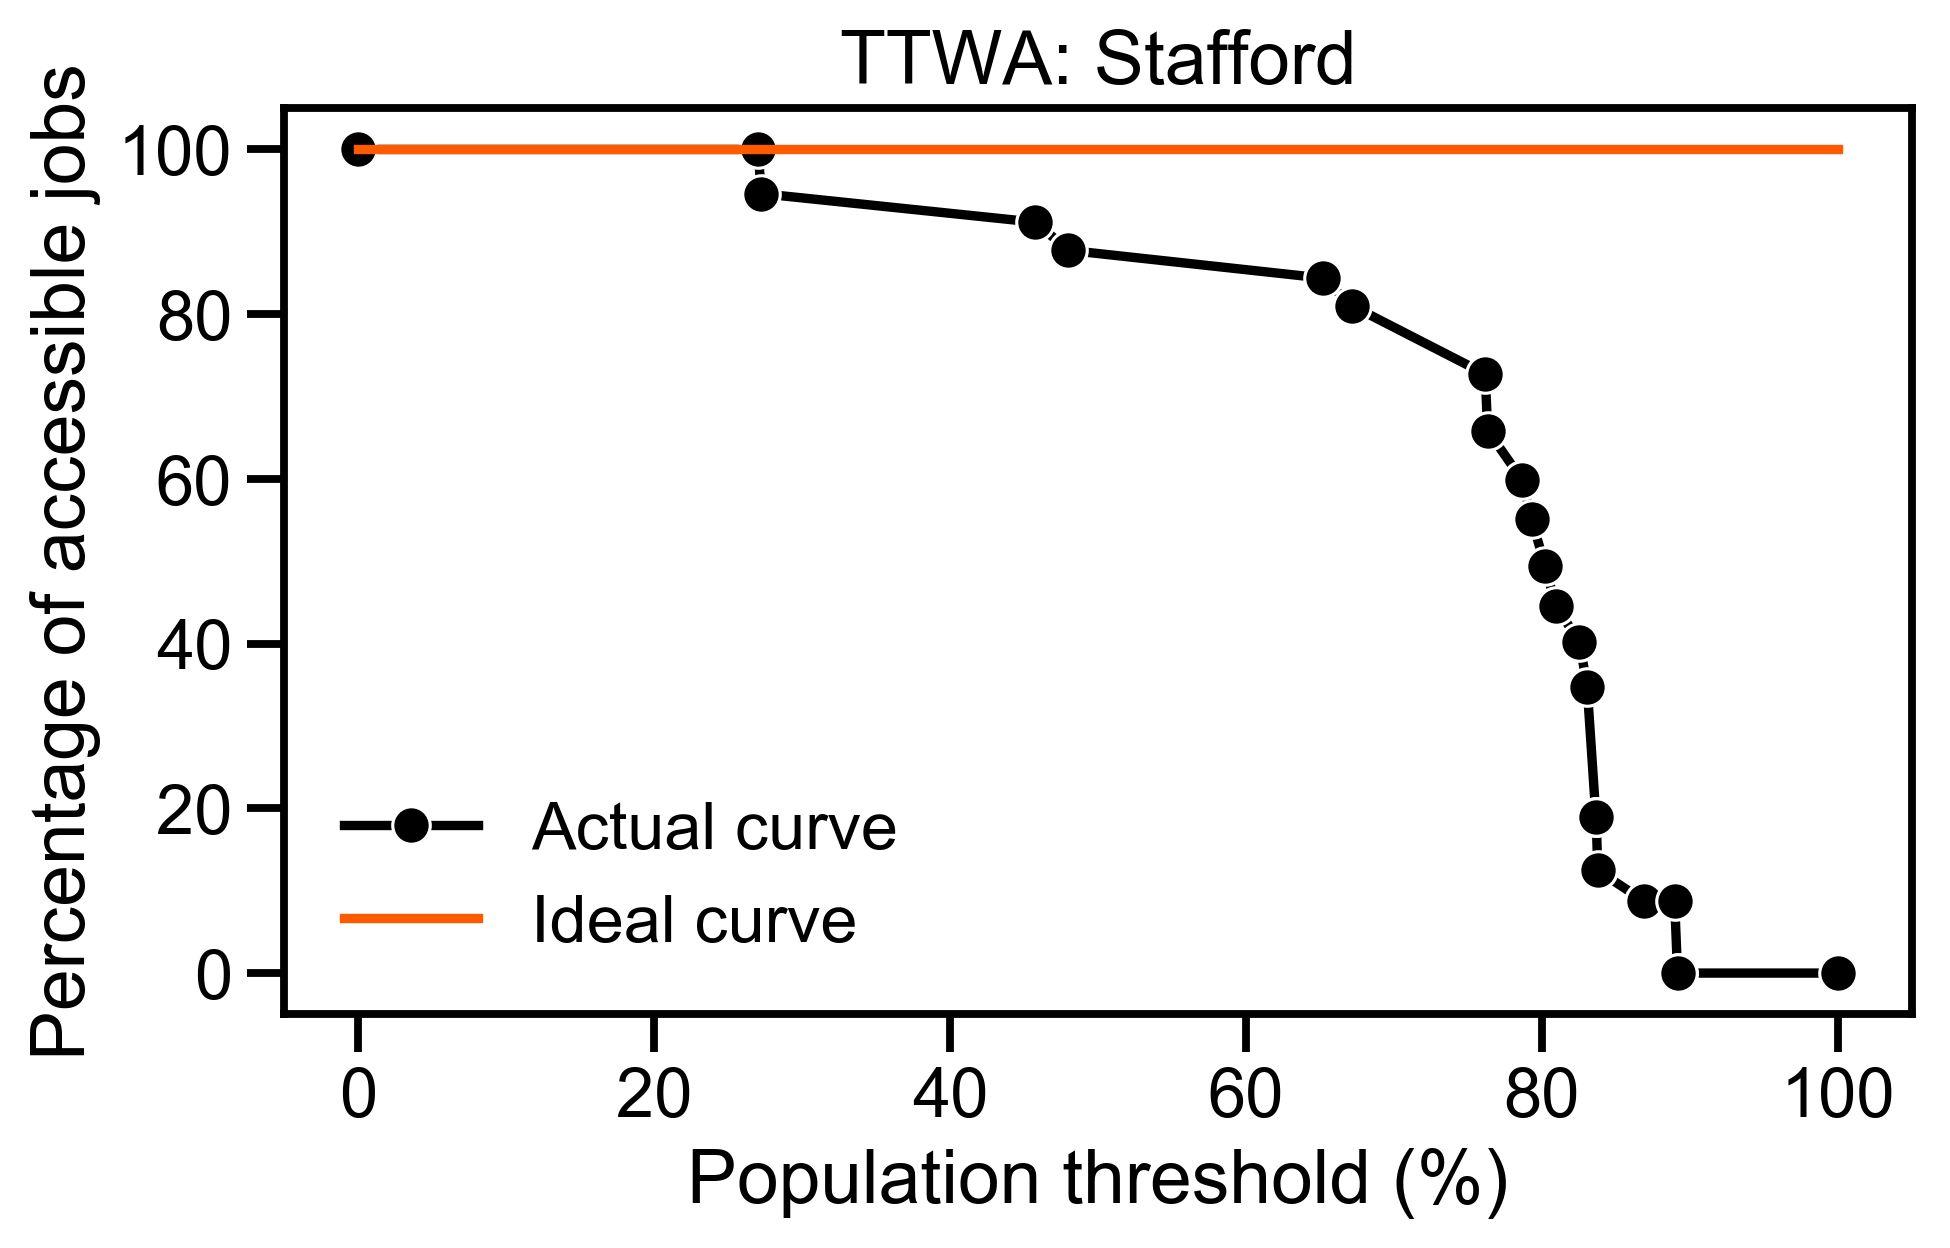 TTWA: Stafford
Percentage of accessible jobs
100
80
60
40
20
0
Actual curve
Ideal curve
0 20 40 60 80 100
Population threshold (%)